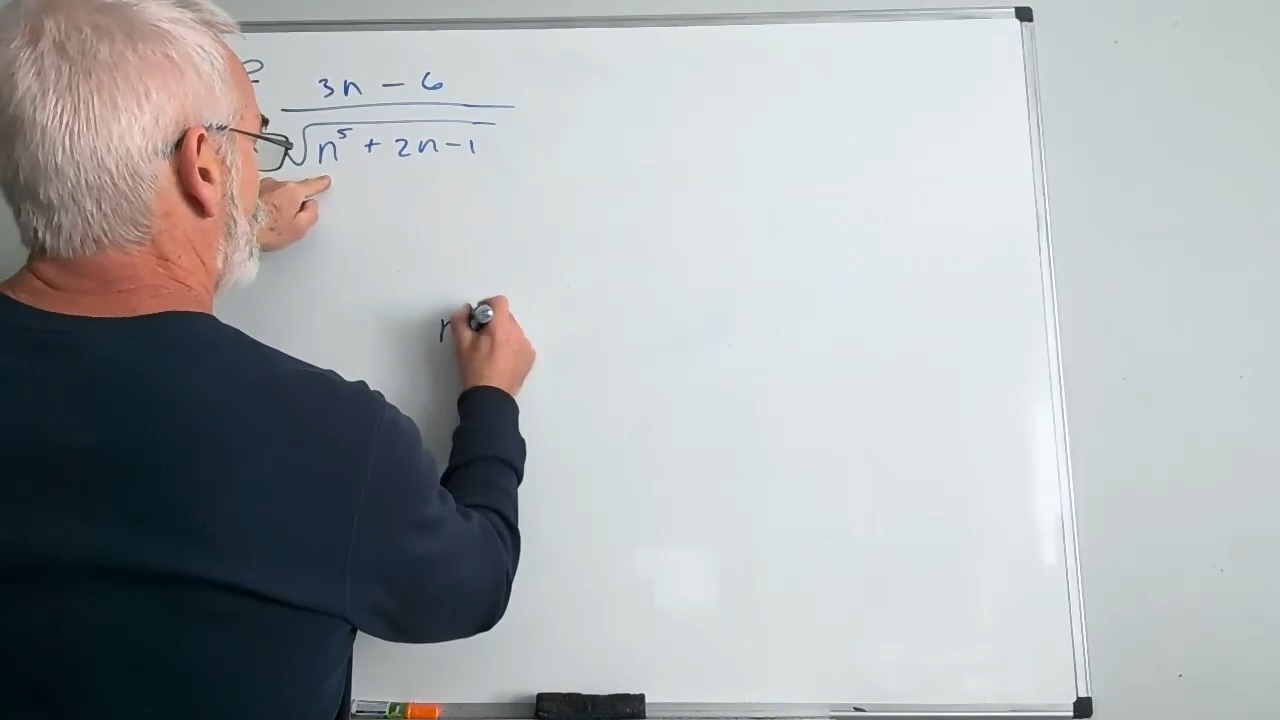 3n - 6
√(n⁵ + 2n - 1)